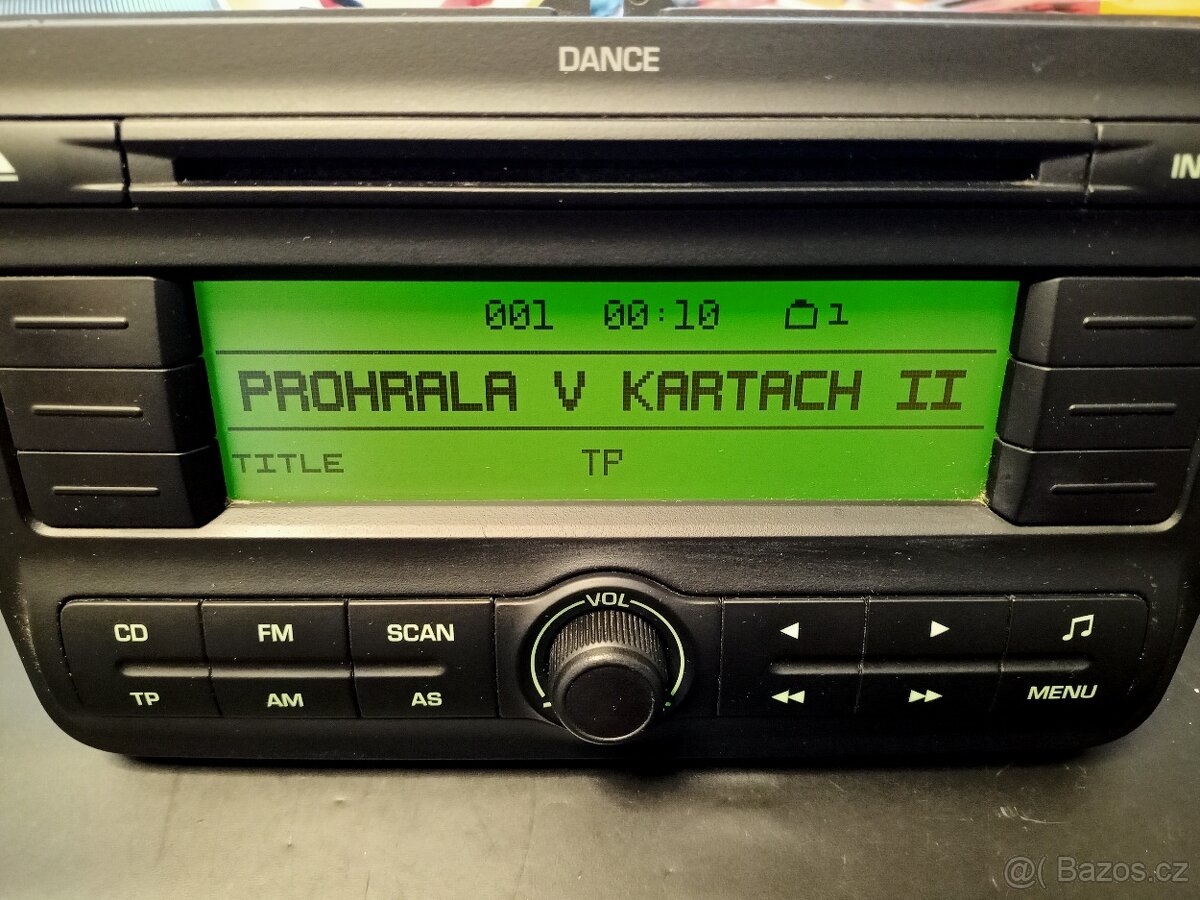 DANCE
IN
001 00:10 1
PROHRALA V KARTACH II
TITLE TP
VOL
CD FM SCAN
TP AM AS MENU
@( Bazos.cz